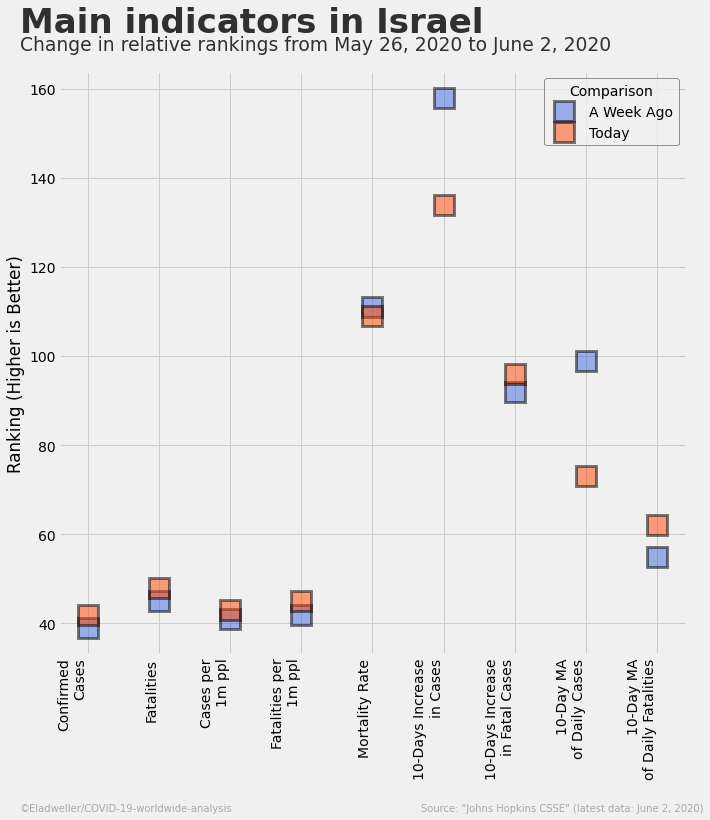 Main indicators in Israel
Change in relative rankings from May 26, 2020 to June 2, 2020
Comparison
A Week Ago
Today
Ranking (Higher is Better)
160
140
120
100
80
60
40
Confirmed
Cases
Fatalities
Cases per
1m ppl
Fatalities per
1m ppl
Mortality Rate
10-Days Increase
in Cases
10-Days Increase
in Fatal Cases
10-Day MA
of Daily Cases
10-Day MA
of Daily Fatalities
©Eladweller/COVID-19-worldwide-analysis
Source: "Johns Hopkins CSSE" (latest data: June 2, 2020)